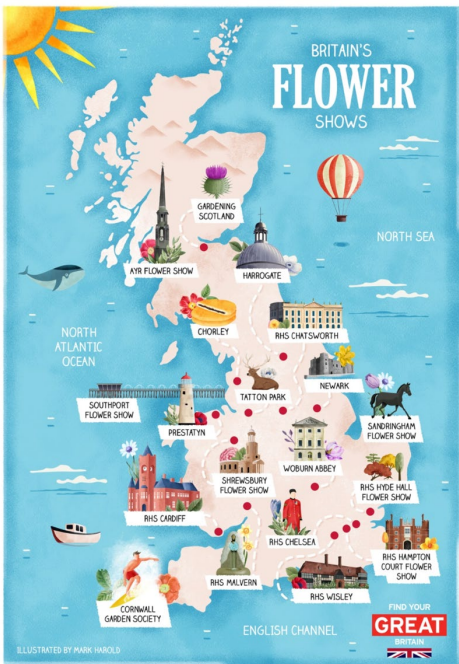 BRITAIN'S
FLOWER
SHOWS
GARDENING
SCOTLAND
NORTH SEA
AYR FLOWER SHOW
HARROGATE
CHORLEY
RHS CHATSWORTH
NORTH
ATLANTIC
OCEAN
NEWARK
TATTON PARK
SOUTHPORT
FLOWER SHOW
PRESTATYN
SANDRINGHAM
FLOWER SHOW
WOBURN ABBEY
SHREWSBURY
FLOWER SHOW
RHS HYDE HALL
FLOWER SHOW
RHS CARDIFF
RHS CHELSEA
RHS HAMPTON
COURT FLOWER
SHOW
RHS MALVERN
RHS WISLEY
CORNWALL
GARDEN SOCIETY
ENGLISH CHANNEL
FIND YOUR
GREAT
BRITAIN
ILLUSTRATED BY MARK HAROLD